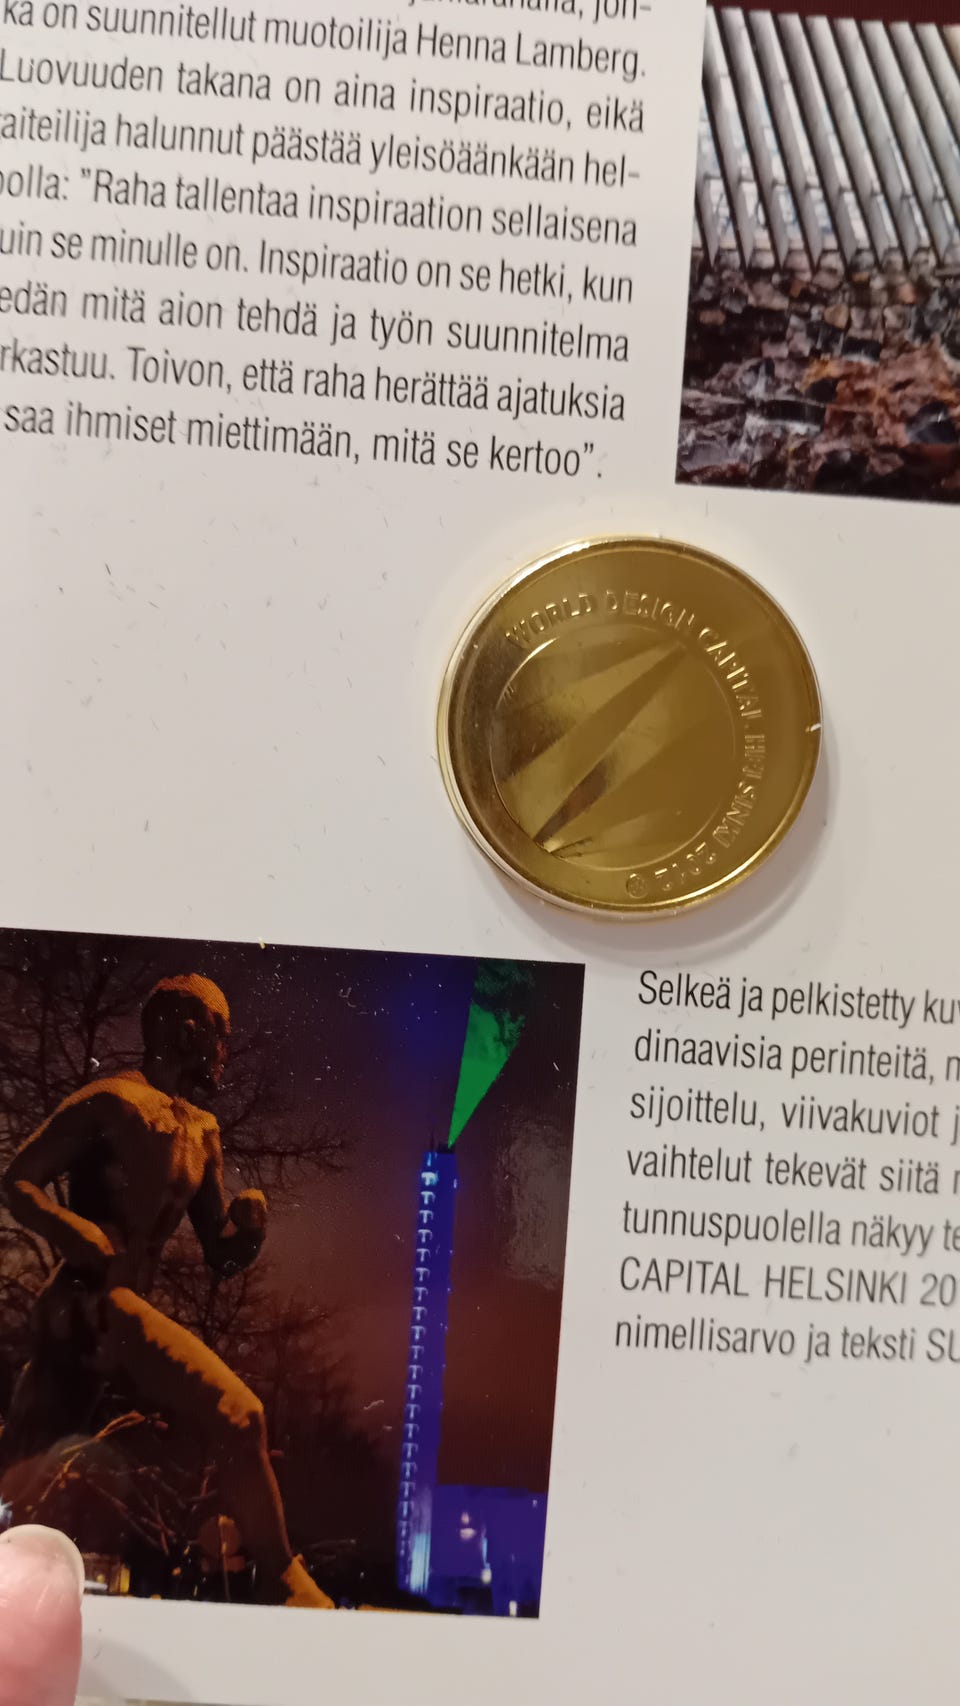 ka on suunnitellut muotoilija Henna Lamberg.
Luovuuden takana on aina inspiraatio, eikä
taiteilija halunnut päästää yleisöäänkään hel-
polla: ”Raha tallentaa inspiraation sellaisena
kuin se minulle on. Inspiraatio on se hetki, kun
edän mitä aion tehdä ja työn suunnitelma
rkastuu. Toivon, että raha herättää ajatuksia
saa ihmiset miettimään, mitä se kertoo”.
WORLD DESIGN CAPITAL HELSINKI 2012
Selkeä ja pelkistetty
dinaavisia perinteitä,
sijoittelu, viivakuviot
vaihtelut tekevät siitä
tunnuspuolella näkyy
CAPITAL HELSINKI 20
nimellisarvo ja teksti